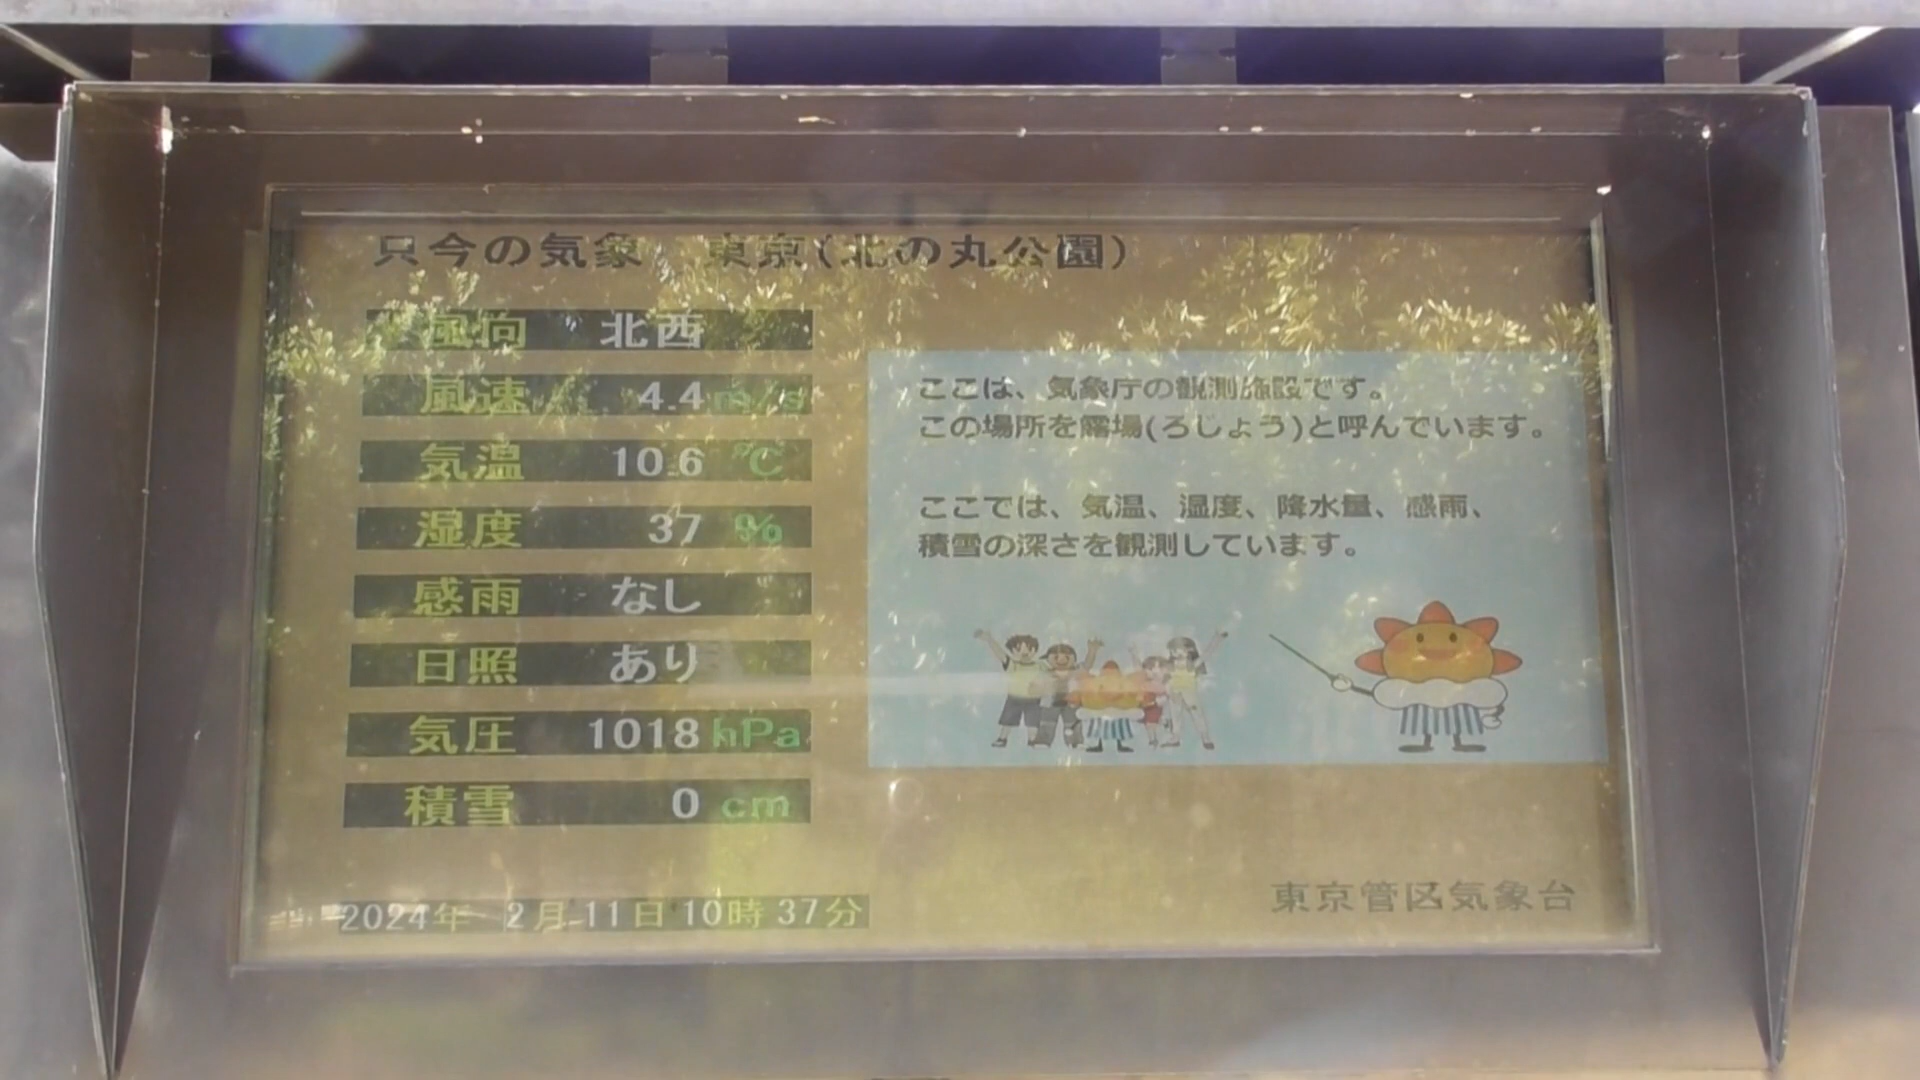 只今の気象　東京(北の丸公園)
風向 北西
風速 4.4 m/s
気温 10.6 ℃
湿度 37 %
感雨 なし
日照 あり
気圧 1018 hPa
積雪 0 cm
2024年 2月 11日 10時 37分
ここは、気象庁の観測施設です。
この場所を露場(ろじょう)と呼んでいます。
ここでは、気温、湿度、降水量、感雨、
積雪の深さを観測しています。
東京管区気象台